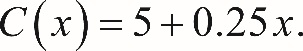 C(x) = 5 + 0.25x.